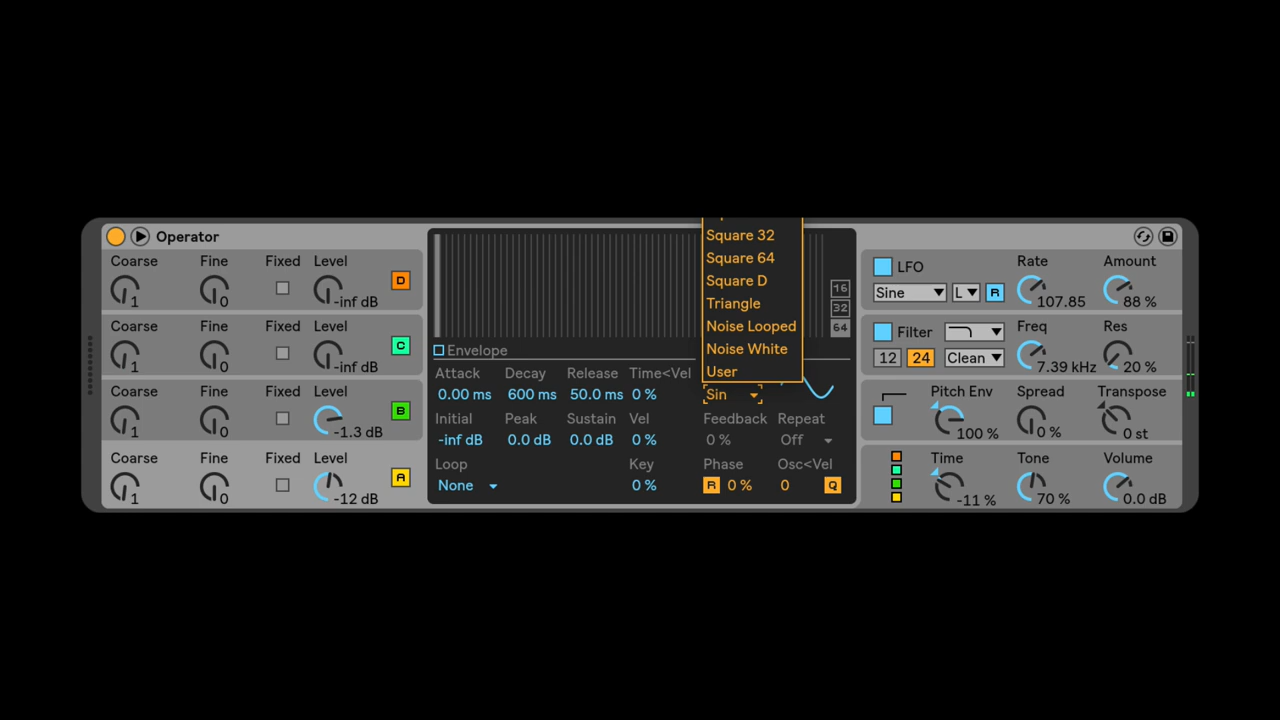 Operator
Coarse Fine Fixed Level
1 0 -inf dB D
Coarse Fine Fixed Level
1 0 -inf dB C
Coarse Fine Fixed Level
1 0 -1.3 dB B
Coarse Fine Fixed Level
1 0 -12 dB A
Square 32
Square 64
Square D
Triangle
Noise Looped
Noise White
User
16
32
64
Envelope
Attack Decay Release Time<Vel
0.00 ms 600 ms 50.0 ms 0 % Sin
Initial Peak Sustain Vel Feedback Repeat
-inf dB 0.0 dB 0.0 dB 0 % 0 % Off
Loop Key Phase Osc<Vel
None 0 % R 0 % 0 Q
LFO Rate Amount
Sine L R 107.85 88 %
Filter Freq Res
12 24 Clean 7.39 kHz 20 %
Pitch Env Spread Transpose
100 % 0 % 0 st
Time Tone Volume
-11 % 70 % 0.0 dB